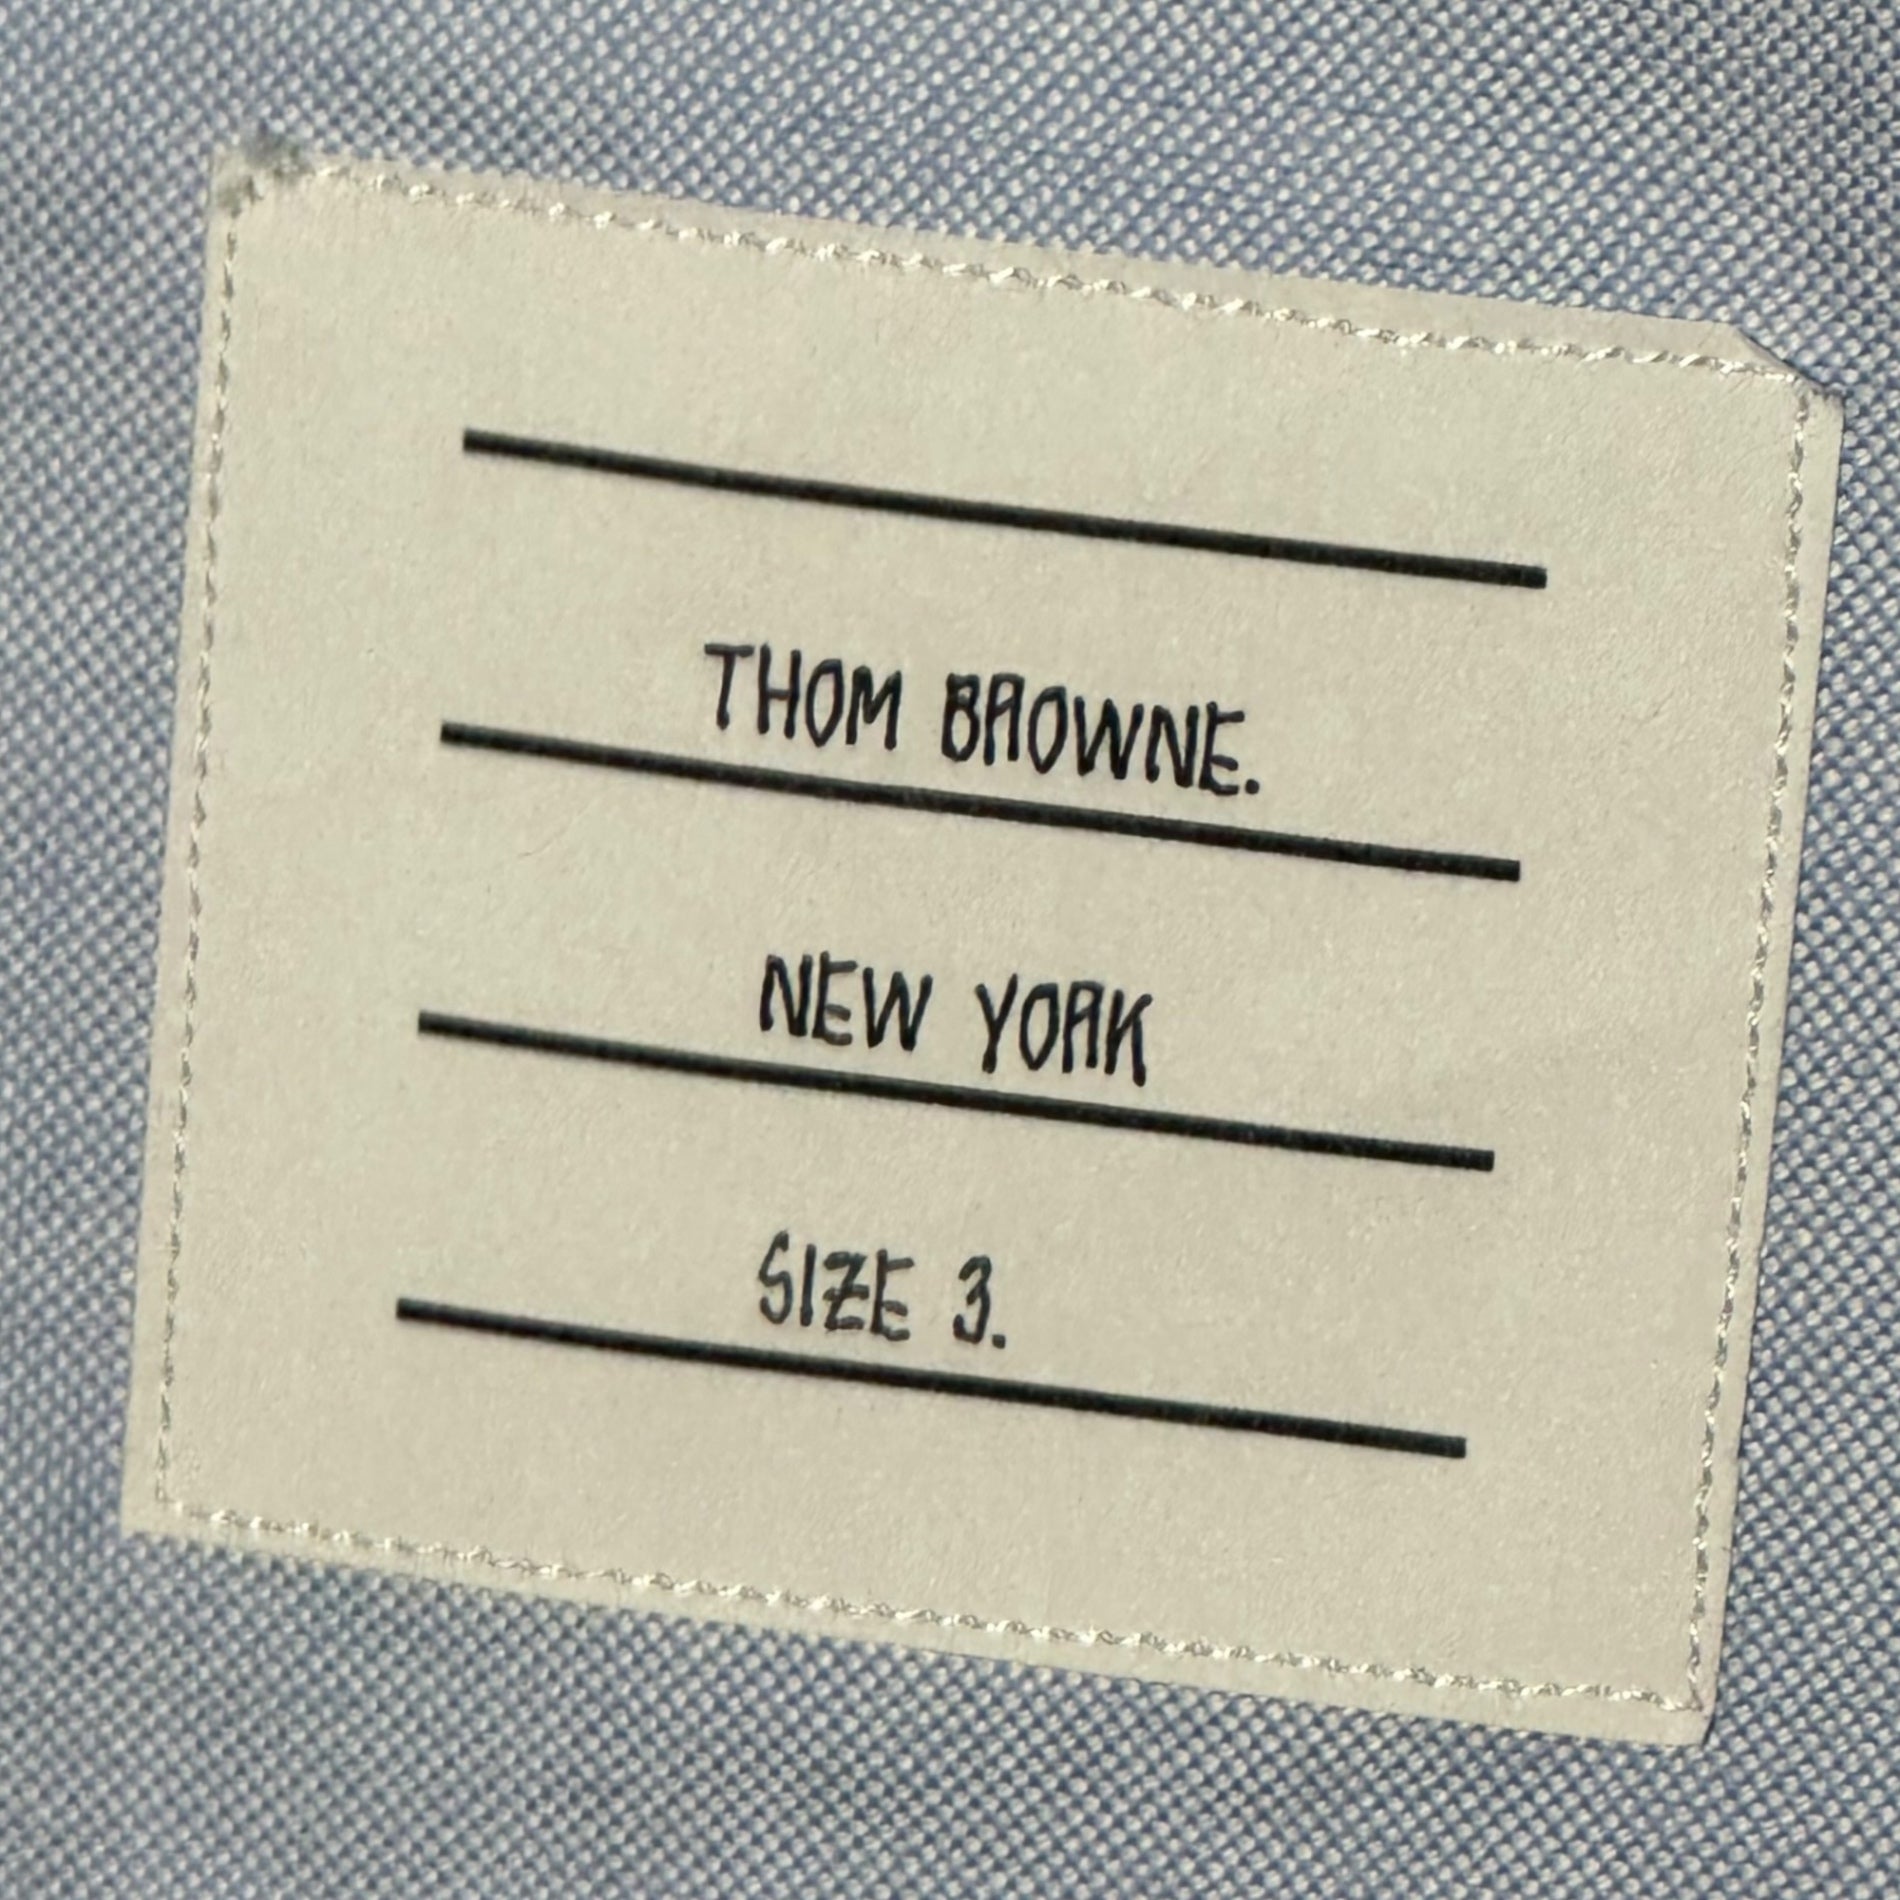 THOM BROWNE.
NEW YORK
SIZE 3.